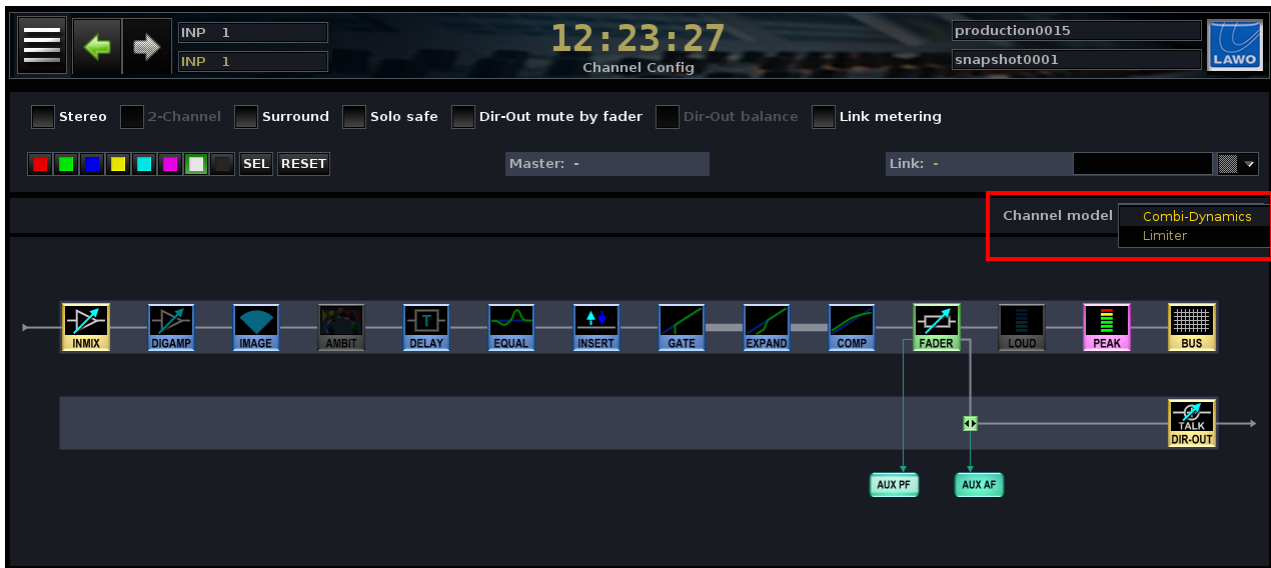 INP 1
INP 1
12:23:27
Channel Config
production0015
snapshot0001
LAWO
Stereo 2-Channel Surround Solo safe Dir-Out mute by fader Dir-Out balance Link metering
SEL RESET Master: - Link: -
Channel model Combi-Dynamics
Limiter
INMIX DIGAMP IMAGE AMBIT DELAY EQUAL INSERT GATE EXPAND COMP FADER LOUD PEAK BUS
T
TALK
DIR-OUT
AUX PF AUX AF